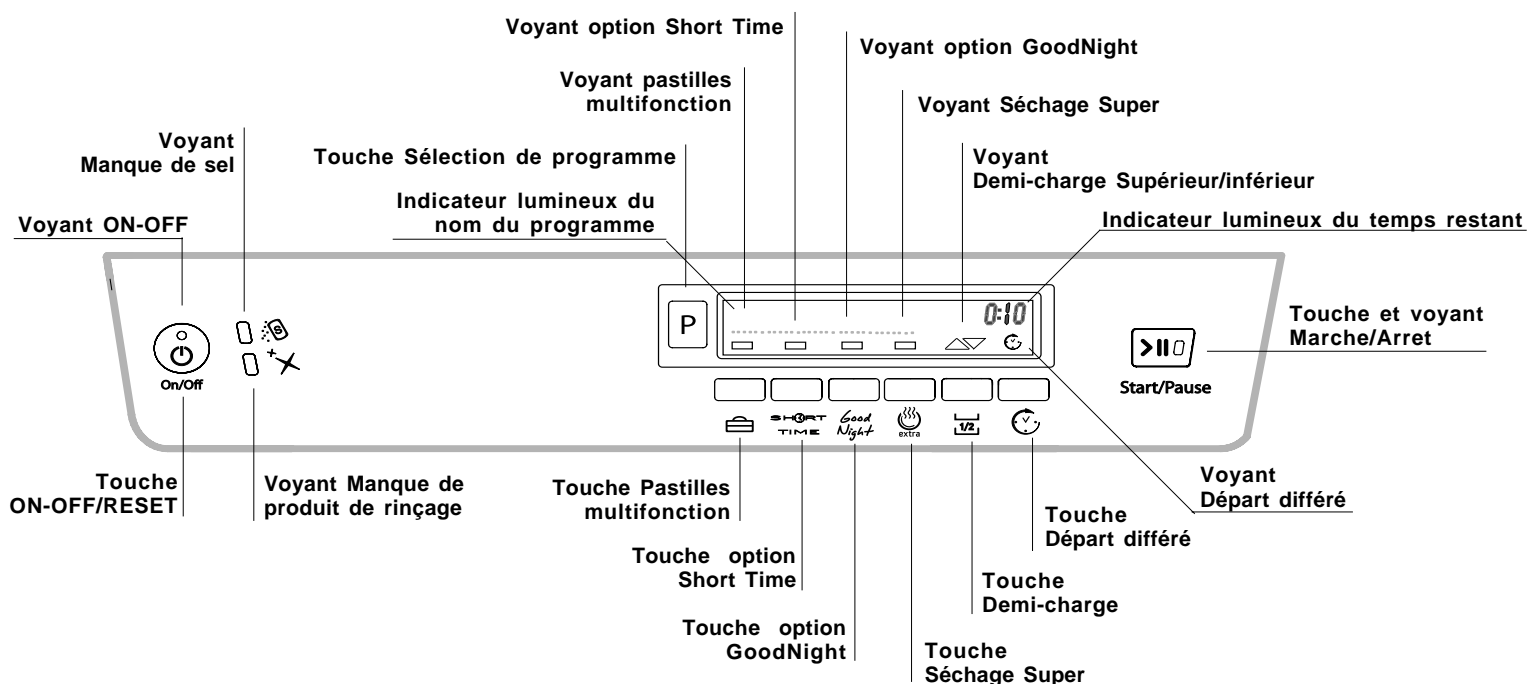 Voyant option Short Time
Voyant option GoodNight
Voyant pastilles
multifonction
Voyant Séchage Super
Voyant
Manque de sel
Touche Sélection de programme
Voyant
Demi-charge Supérieur/inférieur
Indicateur lumineux du
nom du programme
Indicateur lumineux du temps restant
Voyant ON-OFF
P
0:10
Touche et voyant
Marche/Arret
S
On/Off
Start/Pause
SHORT
TIME
Good
Night
extra
1/2
Touche
ON-OFF/RESET
Voyant Manque de
produit de rinçage
Touche Pastilles
multifonction
Voyant
Départ différé
Touche
Départ différé
Touche option
Short Time
Touche
Demi-charge
Touche option
GoodNight
Touche
Séchage Super